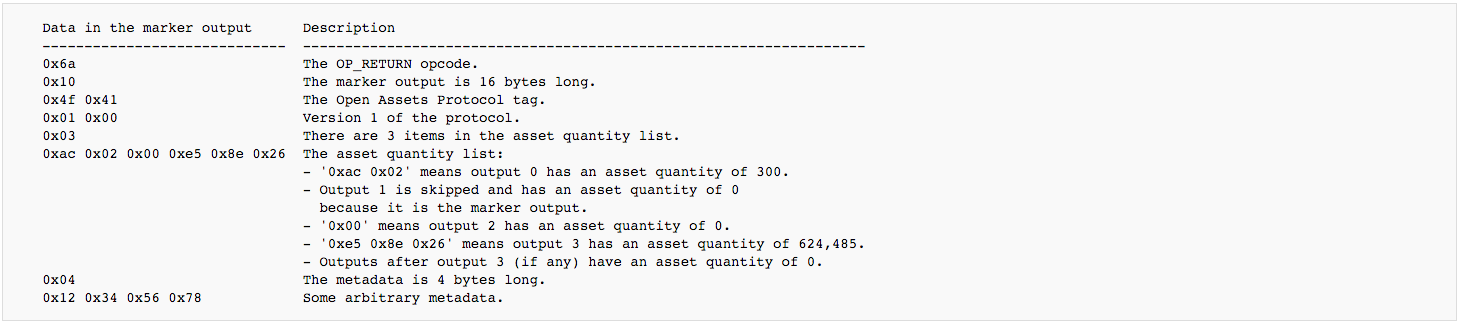 Data in the marker output      Description
-----------------------------  --------------------------------------------------------------------
0x6a                           The OP_RETURN opcode.
0x10                           The marker output is 16 bytes long.
0x4f 0x41                      The Open Assets Protocol tag.
0x01 0x00                      Version 1 of the protocol.
0x03                           There are 3 items in the asset quantity list.
0xac 0x02 0x00 0xe5 0x8e 0x26  The asset quantity list:
                               - '0xac 0x02' means output 0 has an asset quantity of 300.
                               - Output 1 is skipped and has an asset quantity of 0
                                 because it is the marker output.
                               - '0x00' means output 2 has an asset quantity of 0.
                               - '0xe5 0x8e 0x26' means output 3 has an asset quantity of 624,485.
                               - Outputs after output 3 (if any) have an asset quantity of 0.
0x04                           The metadata is 4 bytes long.
0x12 0x34 0x56 0x78            Some arbitrary metadata.